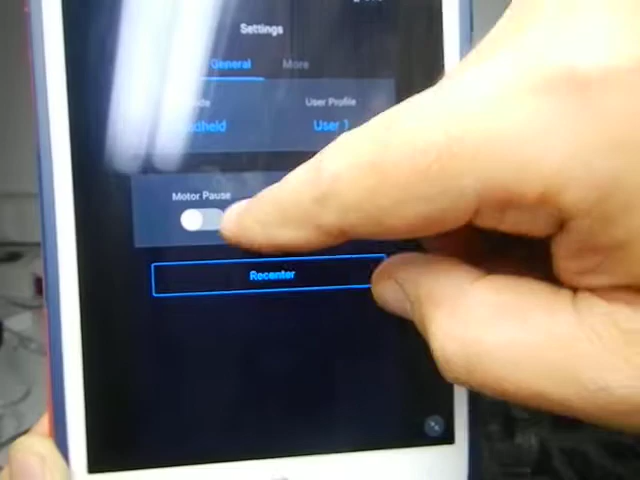 Settings
General More
User Profile
User 1
Motor Pause
Recenter